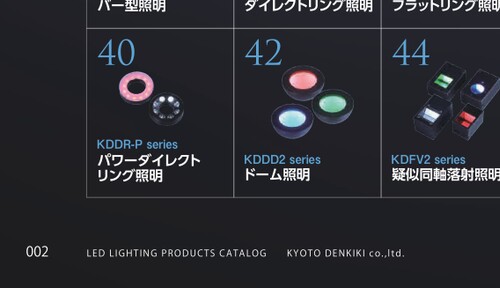 バー型照明
ダイレクトリング照明
フラットリング照明
40
KDDR-P series
パワーダイレクト
リング照明
42
KDDD2 series
ドーム照明
44
KDFV2 series
疑似同軸落射照明
002 LED LIGHTING PRODUCTS CATALOG KYOTO DENKIKI co.,ltd.